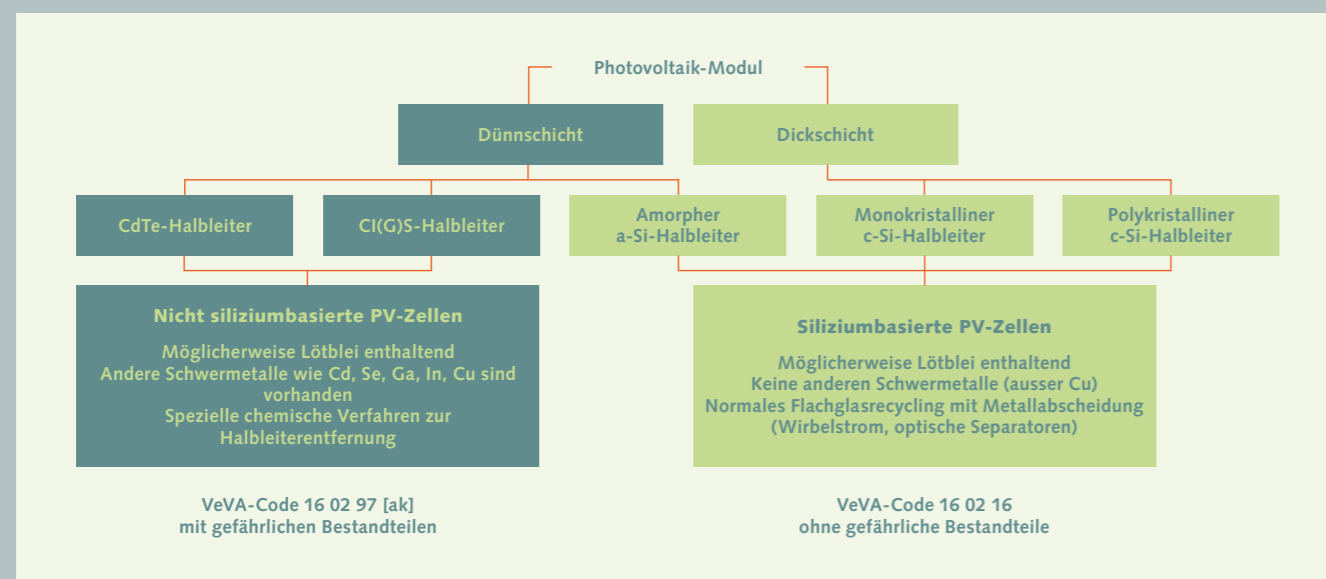 Photovoltaik-Modul
Dünnschicht
Dickschicht
CdTe-Halbleiter
CI(G)S-Halbleiter
Amorpher
a-Si-Halbleiter
Monokristalliner
c-Si-Halbleiter
Polykristalliner
c-Si-Halbleiter
Nicht siliziumbasierte PV-Zellen
Möglicherweise Lötblei enthaltend
Andere Schwermetalle wie Cd, Se, Ga, In, Cu sind
vorhanden
Spezielle chemische Verfahren zur
Halbleiterentfernung
Siliziumbasierte PV-Zellen
Möglicherweise Lötblei enthaltend
Keine anderen Schwermetalle (ausser Cu)
Normales Flachglasrecycling mit Metallabscheidung
(Wirbelstrom, optische Separatoren)
VeVA-Code 16 02 97 [ak]
mit gefährlichen Bestandteilen
VeVA-Code 16 02 16
ohne gefährliche Bestandteile